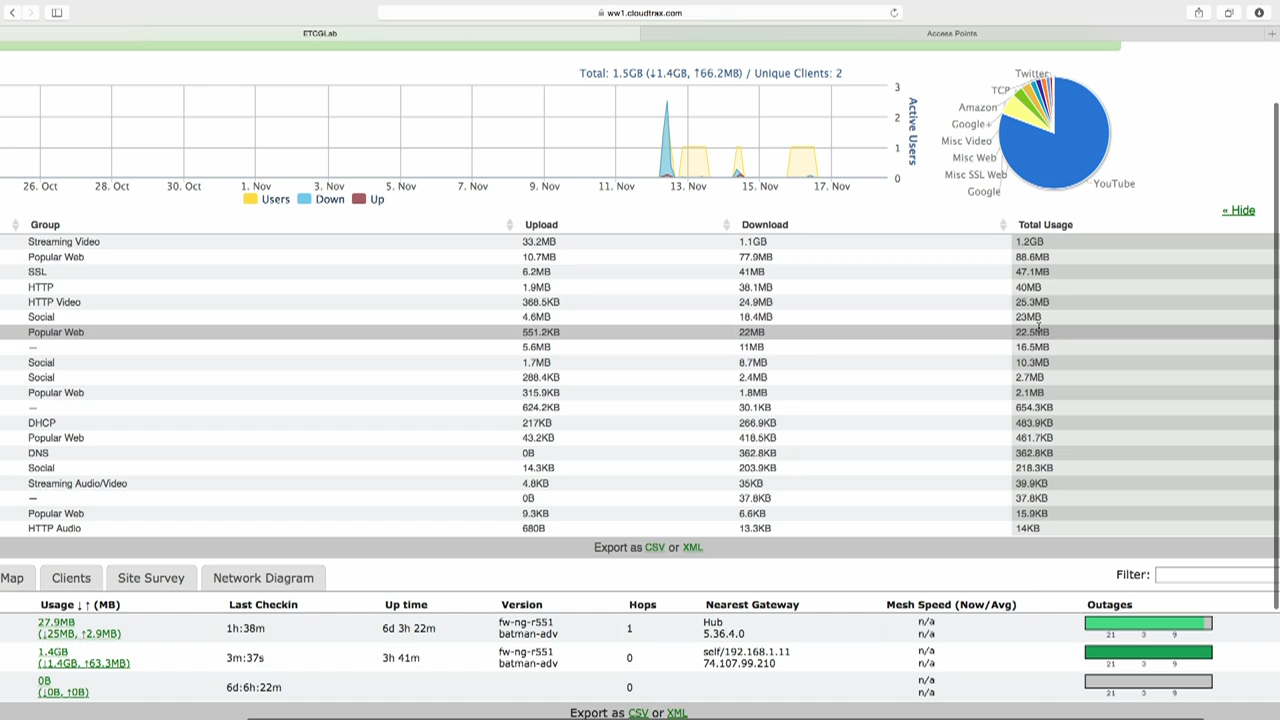 ww1.cloudtrax.com
ETCGLab Access Points +
Total: 1.5GB (↓1.4GB, ↑66.2MB) / Unique Clients: 2
3
2
1
0
Active Users
26. Oct 28. Oct 30. Oct 1. Nov 3. Nov 5. Nov 7. Nov 9. Nov 11. Nov 13. Nov 15. Nov 17. Nov
Users Down Up
Twitter
TCP
Amazon
Google+
Misc Video
Misc Web
Misc SSL Web
Google
YouTube
« Hide
Group Upload Download Total Usage
Streaming Video 33.2MB 1.1GB 1.2GB
Popular Web 10.7MB 77.9MB 88.6MB
SSL 6.2MB 41MB 47.1MB
HTTP 1.9MB 38.1MB 40MB
HTTP Video 368.5KB 24.9MB 25.3MB
Social 4.6MB 18.4MB 23MB
Popular Web 551.2KB 22MB 22.5MB
— 5.6MB 11MB 16.5MB
Social 1.7MB 8.7MB 10.3MB
Social 288.4KB 2.4MB 2.7MB
Popular Web 315.9KB 1.8MB 2.1MB
— 624.2KB 30.1KB 654.3KB
DHCP 217KB 266.9KB 483.9KB
Popular Web 43.2KB 418.5KB 461.7KB
DNS 0B 362.8KB 362.8KB
Social 14.3KB 203.9KB 218.3KB
Streaming Audio/Video 4.8KB 35KB 39.9KB
— 0B 37.8KB 37.8KB
Popular Web 9.3KB 6.6KB 15.9KB
HTTP Audio 680B 13.3KB 14KB
Export as CSV or XML
Map Clients Site Survey Network Diagram Filter:
Usage ↓↑ (MB) Last Checkin Up time Version Hops Nearest Gateway Mesh Speed (Now/Avg) Outages
27.9MB fw-ng-r551 Hub n/a
(↓25MB, ↑2.9MB) 1h:38m 6d 3h 22m batman-adv 1 5.36.4.0 n/a 21 3 9
1.4GB fw-ng-r551 self/192.168.1.11 n/a
(↓1.4GB, ↑63.3MB) 3m:37s 3h 41m batman-adv 0 74.107.99.210 n/a 21 3 9
0B n/a
(↓0B, ↑0B) 6d:6h:22m 0 n/a 21 3 9
Export as CSV or XML